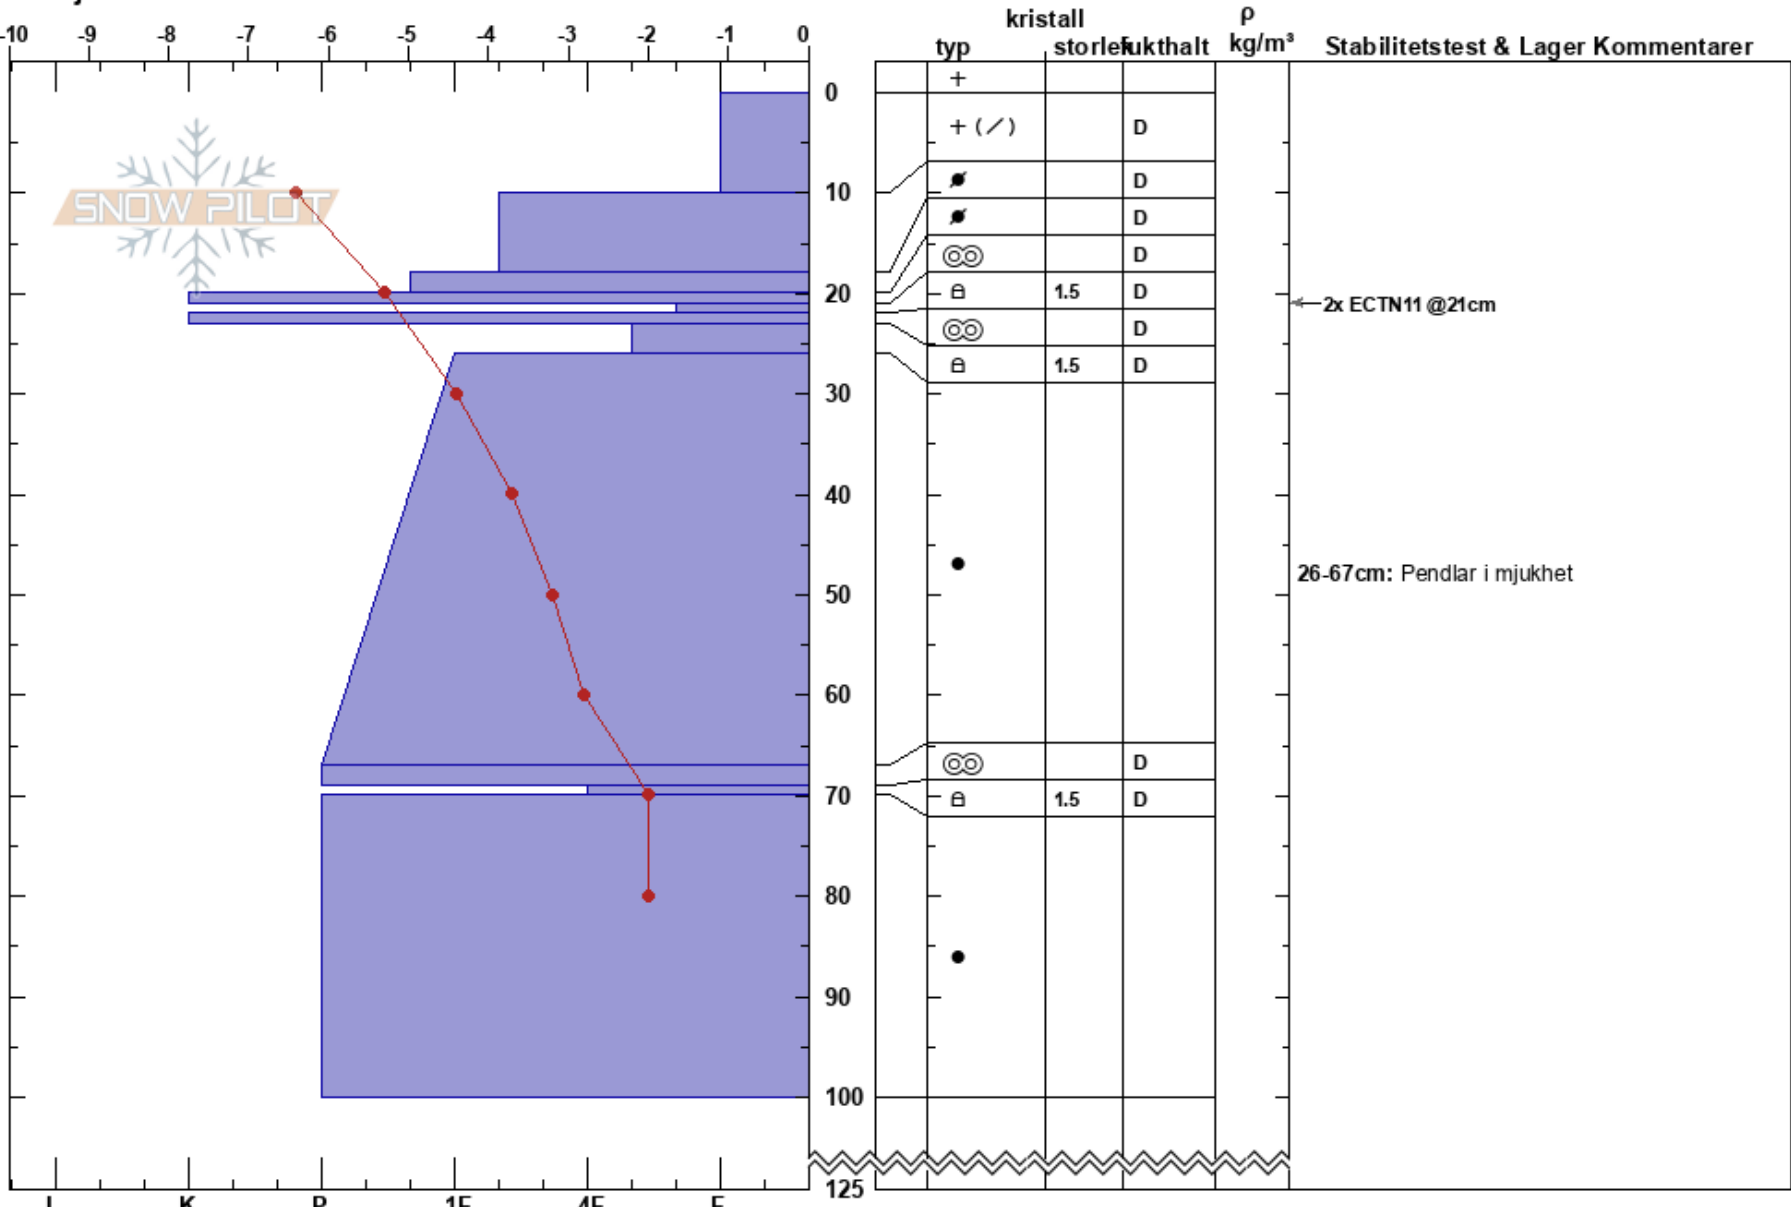 kristall ρ
-10 -9 -8 -7 -6 -5 -4 -3 -2 -1 0 typ storlek fukthalt kg/m³ Stabilitetstest & Lager Kommentarer
+
0
+ (/) D
D
10
D
D
20 1.5 D
2x ECTN11 @21cm
D
1.5 D
30
40
26-67cm: Pendlar i mjukhet
50
60
D
70 1.5 D
80
90
100
125
K P 1F 4F F
SNOW PILOT